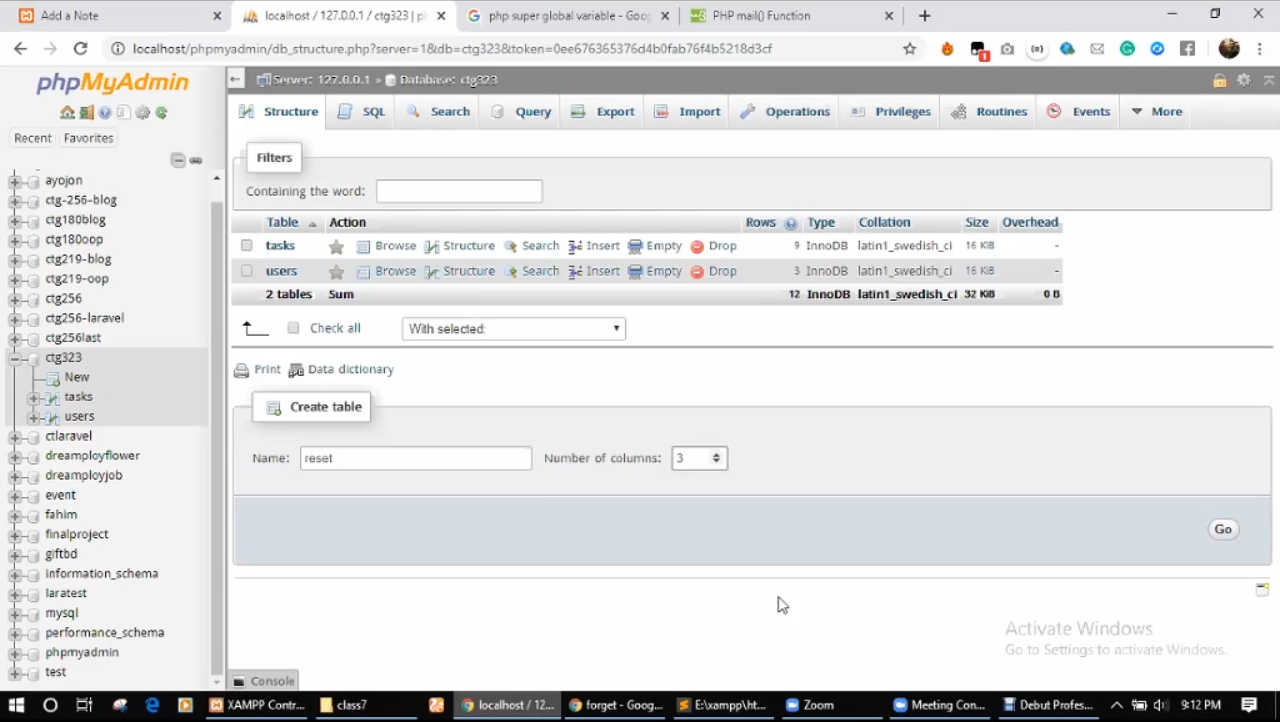 Add a Note
localhost / 127.0.0.1 / ctg323 | ph
php super global variable - Goog
PHP mail() Function
localhost/phpmyadmin/db_structure.php?server=1&db=ctg323&token=0ee676365376d4b0fab76f4b5218d3cf
1
phpMyAdmin
Recent
Favorites
ayojon
ctg-256-blog
ctg180blog
ctg180oop
ctg219-blog
ctg219-oop
ctg256
ctg256-laravel
ctg256last
ctg323
New
tasks
users
ctlaravel
dreamployflower
dreamployjob
event
fahim
finalproject
giftbd
information_schema
laratest
mysql
performance_schema
phpmyadmin
test
Server: 127.0.0.1 » Database: ctg323
Structure SQL Search Query Export Import Operations Privileges Routines Events More
Filters
Containing the word:
Table Action Rows Type Collation Size Overhead
tasks Browse Structure Search Insert Empty Drop 9 InnoDB latin1_swedish_ci 16 KiB -
users Browse Structure Search Insert Empty Drop 3 InnoDB latin1_swedish_ci 16 KiB -
2 tables Sum 12 InnoDB latin1_swedish_ci 32 KiB 0 B
Check all With selected:
Print Data dictionary
Create table
Name: reset Number of columns: 3
Go
Activate Windows
Go to Settings to activate Windows.
Console
XAMPP Contr... class7 localhost / 12... forget - Goog... E:\xampp\ht... Zoom Meeting Con... Debut Profes... 9:12 PM